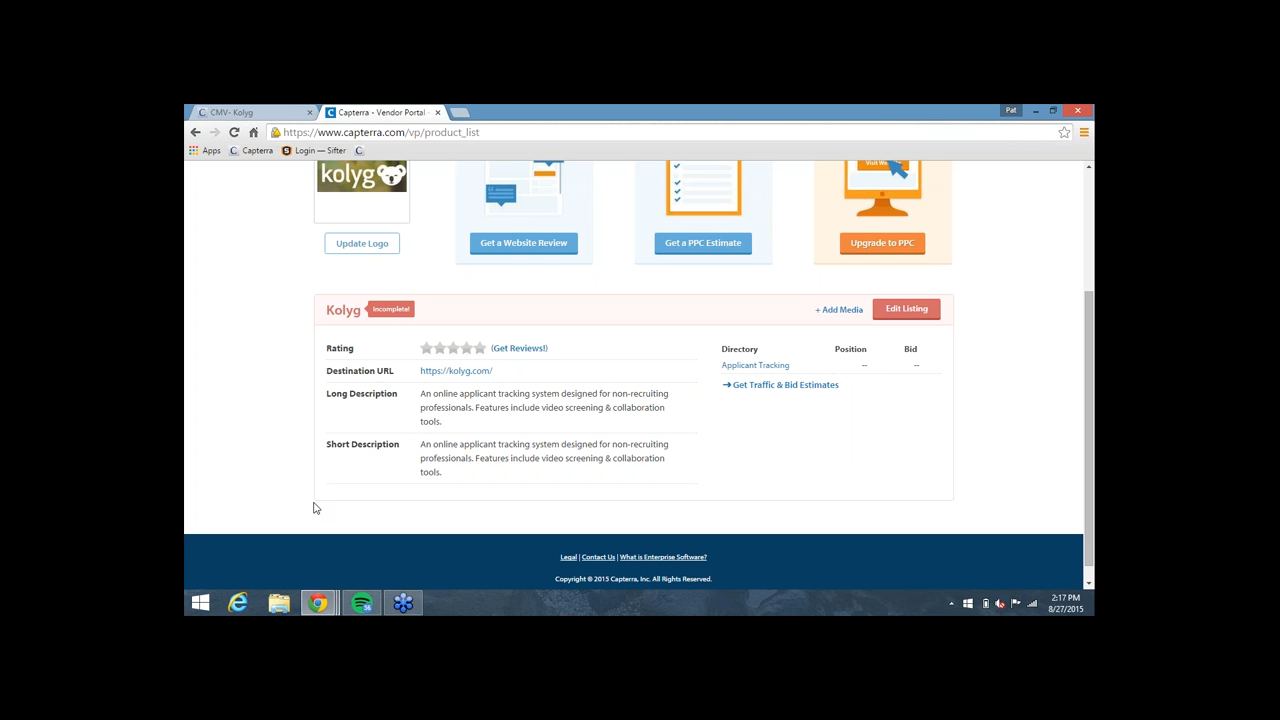 CMV- Kolyg
Capterra - Vendor Portal -
Pat
https://www.capterra.com/vp/product_list
Apps
Capterra
Login — Sifter
kolyg
Visit We
Update Logo
Get a Website Review
Get a PPC Estimate
Upgrade to PPC
Kolyg
Incomplete!
+ Add Media
Edit Listing
Rating
(Get Reviews!)
Directory
Position
Bid
Destination URL
https://kolyg.com/
Applicant Tracking
--
--
→ Get Traffic & Bid Estimates
Long Description
An online applicant tracking system designed for non-recruiting
professionals. Features include video screening & collaboration
tools.
Short Description
An online applicant tracking system designed for non-recruiting
professionals. Features include video screening & collaboration
tools.
Legal | Contact Us | What is Enterprise Software?
Copyright © 2015 Capterra, Inc. All Rights Reserved.
2:17 PM
8/27/2015